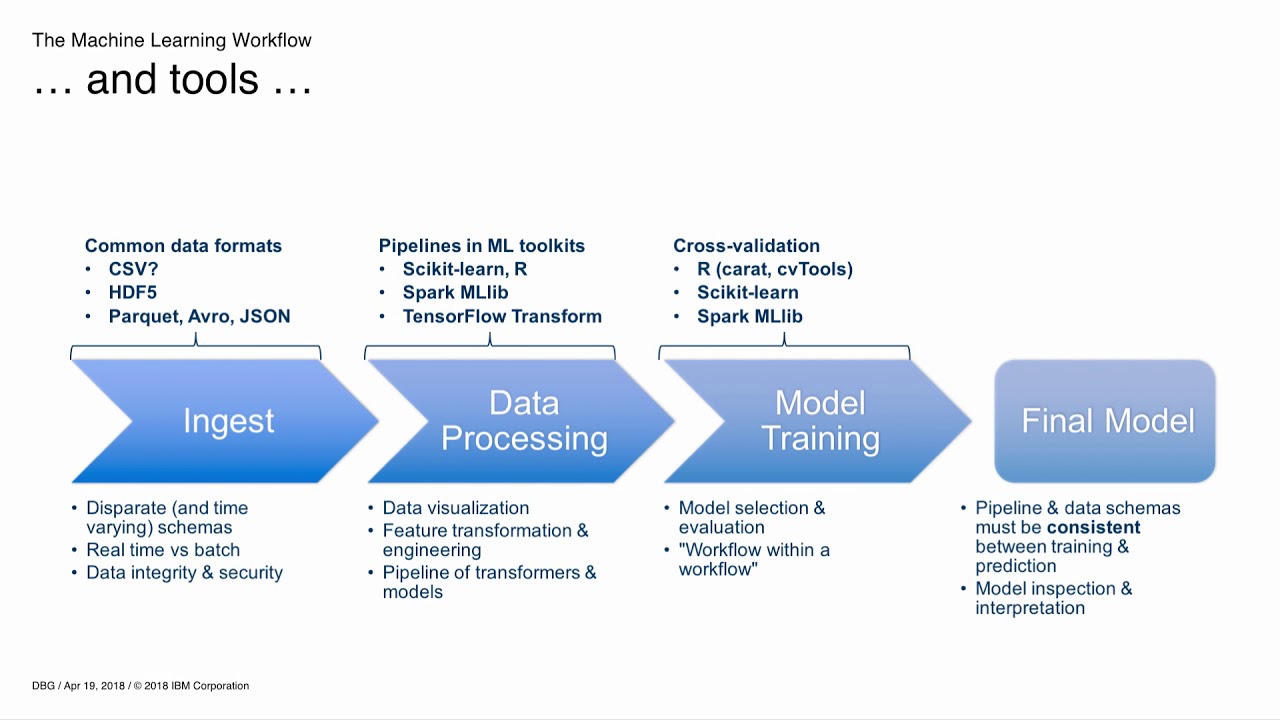 The Machine Learning Workflow
… and tools …
Common data formats
• CSV?
• HDF5
• Parquet, Avro, JSON
Pipelines in ML toolkits
• Scikit-learn, R
• Spark MLlib
• TensorFlow Transform
Cross-validation
• R (carat, cvTools)
• Scikit-learn
• Spark MLlib
Ingest
Data
Processing
Model
Training
Final Model
• Disparate (and time
varying) schemas
• Real time vs batch
• Data integrity & security
• Data visualization
• Feature transformation &
engineering
• Pipeline of transformers &
models
• Model selection &
evaluation
• "Workflow within a
workflow"
• Pipeline & data schemas
must be consistent
between training &
prediction
• Model inspection &
interpretation
DBG / Apr 19, 2018 / © 2018 IBM Corporation